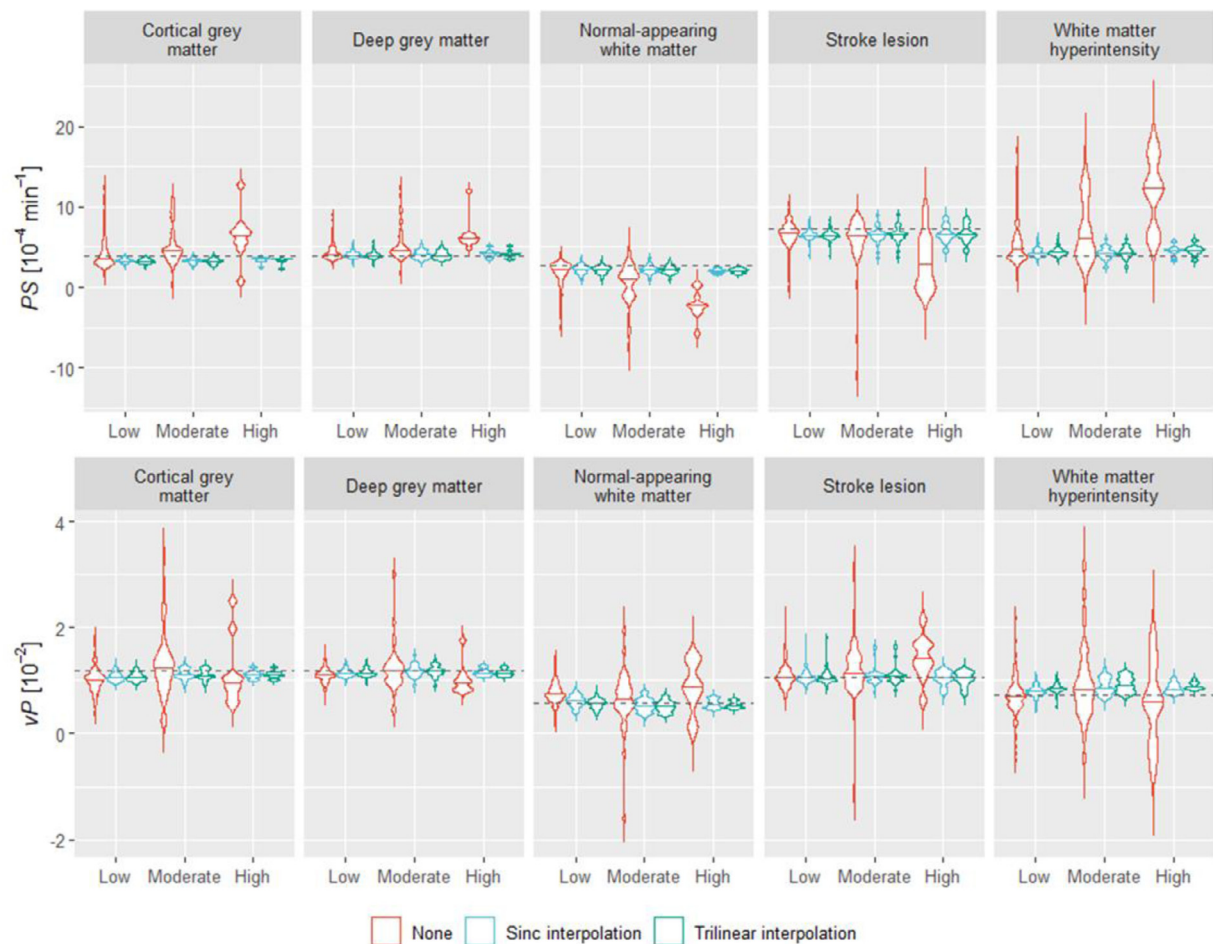 Cortical grey
matter
Deep grey matter
Normal-appearing
white matter
Stroke lesion
White matter
hyperintensity
PS [10⁻⁴ min⁻¹]
20
10
0
-10
Low Moderate High
Low Moderate High
Low Moderate High
Low Moderate High
Low Moderate High
Cortical grey
matter
Deep grey matter
Normal-appearing
white matter
Stroke lesion
White matter
hyperintensity
vP [10⁻²]
4
2
0
-2
Low Moderate High
Low Moderate High
Low Moderate High
Low Moderate High
Low Moderate High
None Sinc interpolation Trilinear interpolation